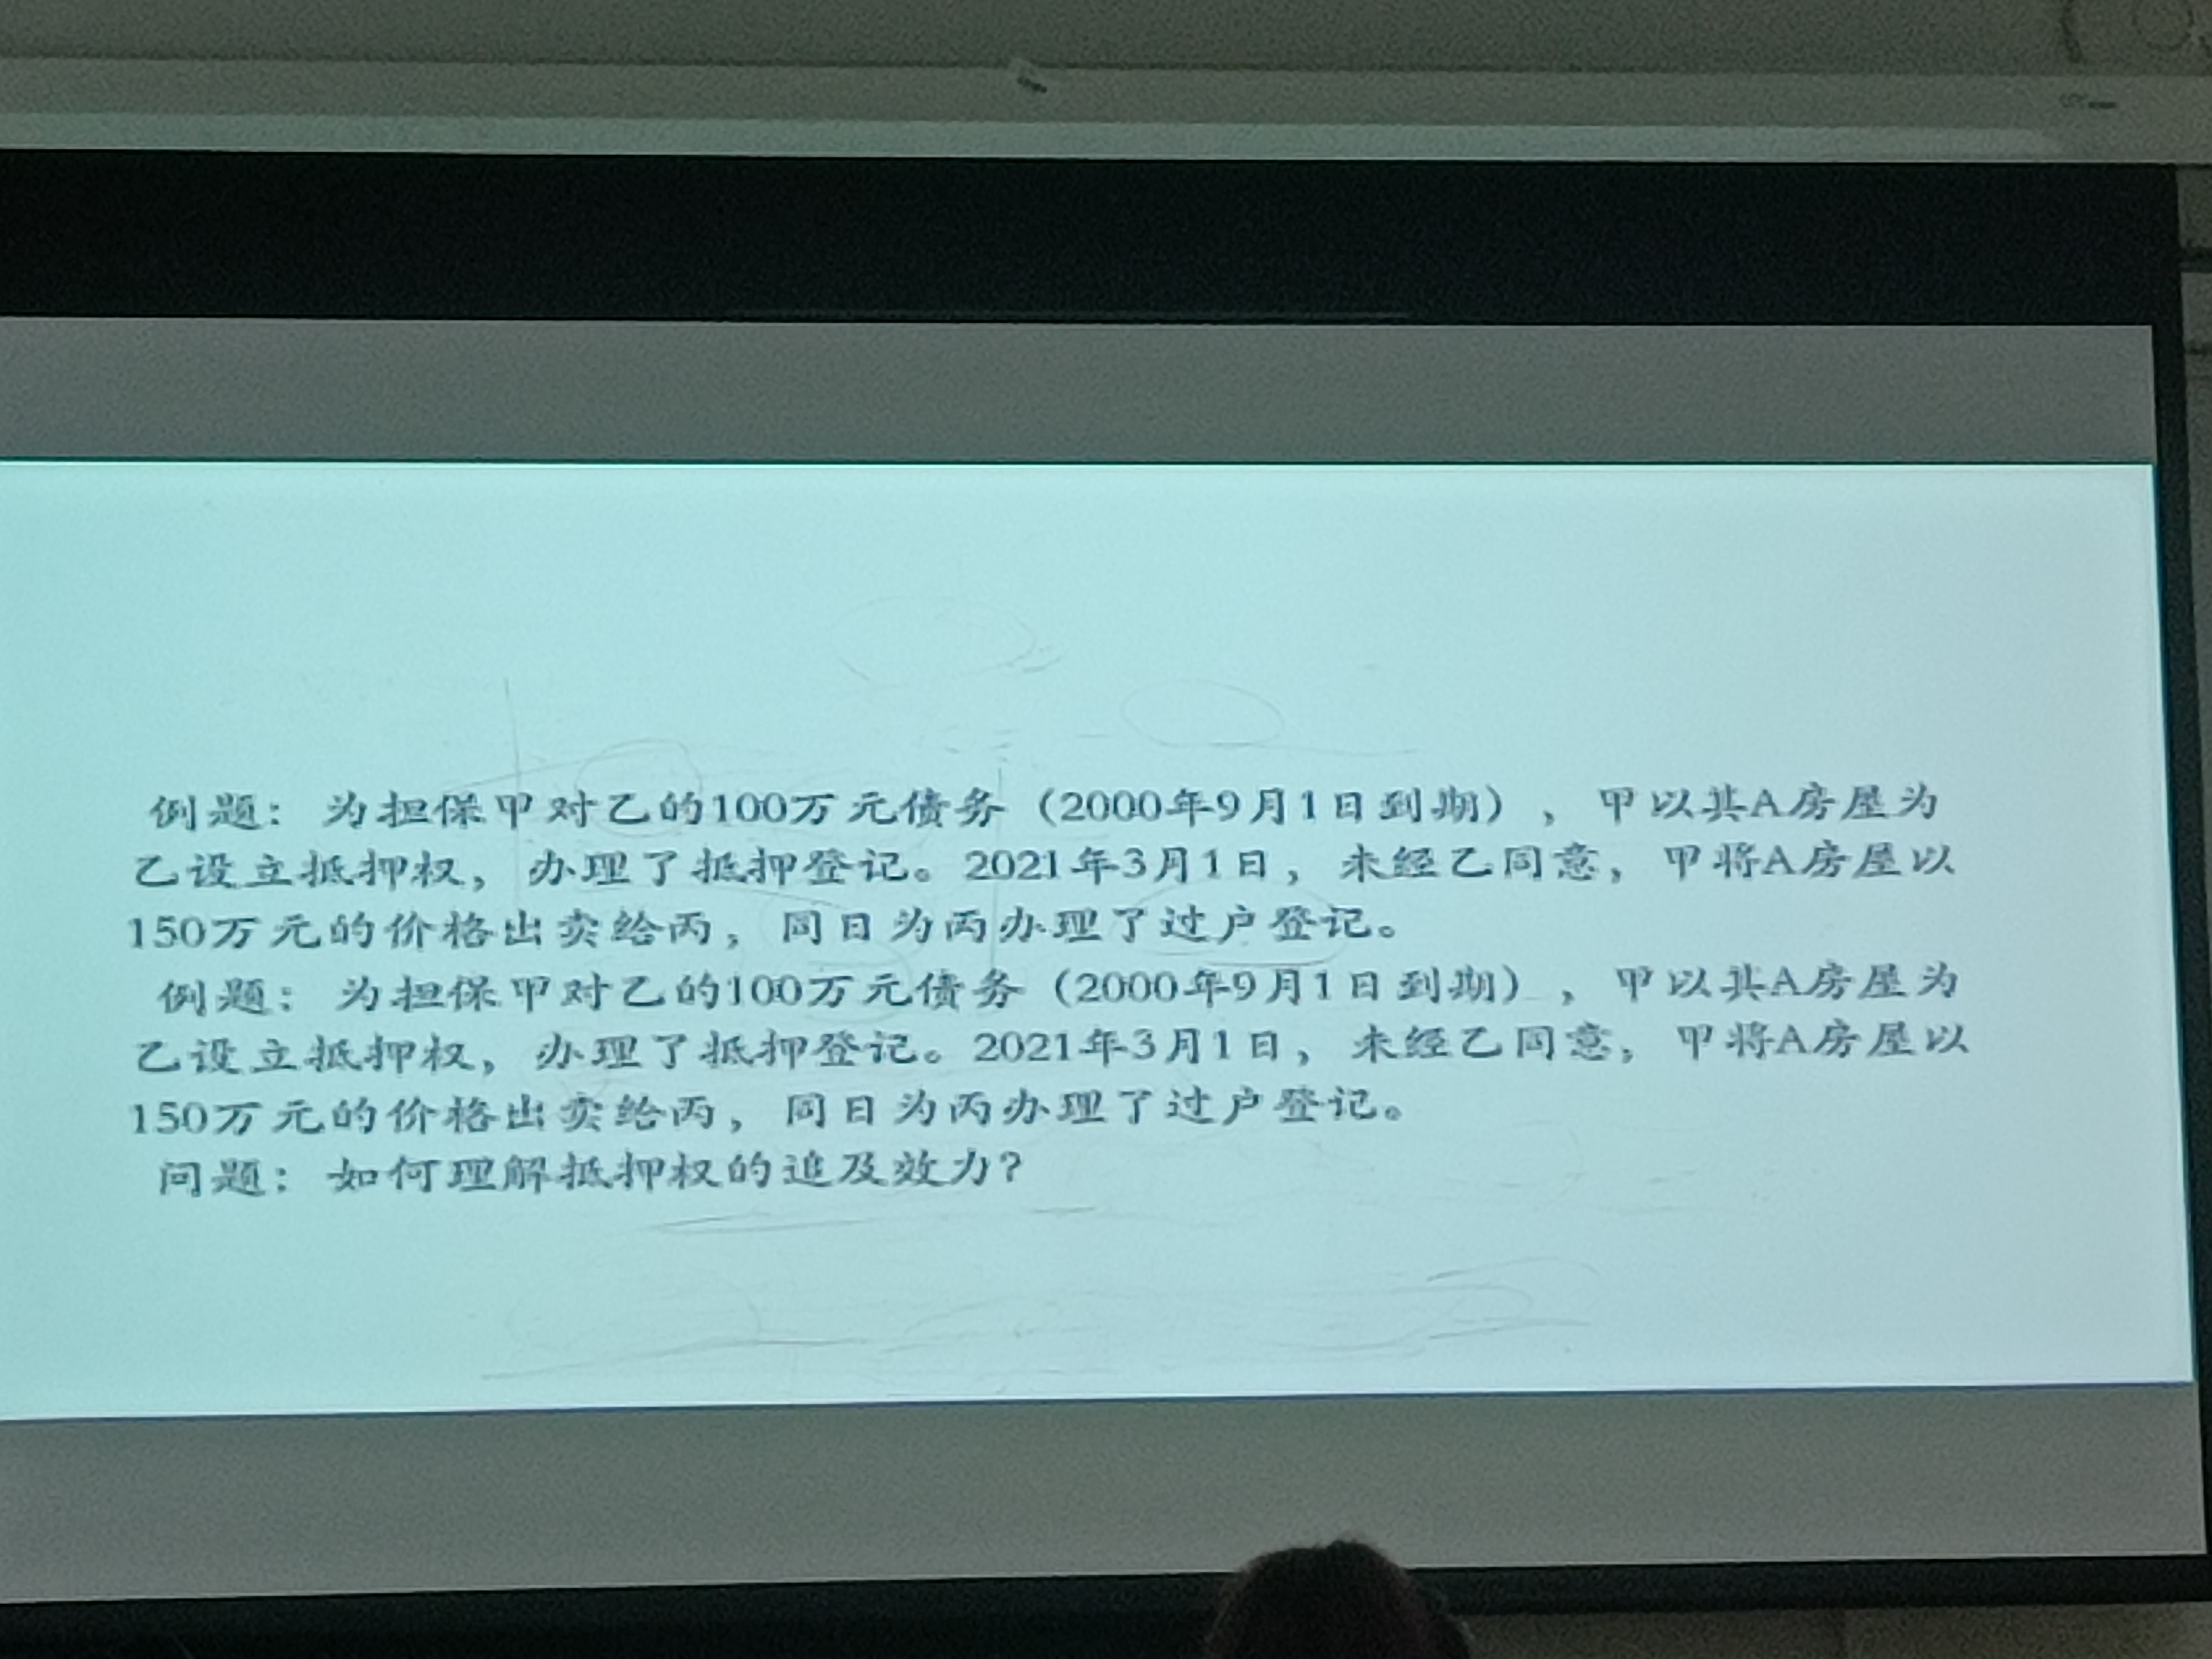 例题：为担保甲对乙的100万元债务（2000年9月1日到期），甲以其A房屋为
乙设立抵押权，办理了抵押登记。2021年3月1日，未经乙同意，甲将A房屋以
150万元的价格出卖给丙，同日为丙办理了过户登记。
例题：为担保甲对乙的100万元债务（2000年9月1日到期），甲以其A房屋为
乙设立抵押权，办理了抵押登记。2021年3月1日，未经乙同意，甲将A房屋以
150万元的价格出卖给丙，同日为丙办理了过户登记。
问题：如何理解抵押权的追及效力？